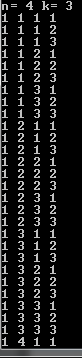 n= 4 k= 3
1 1 1 1
1 1 1 2
1 1 1 3
1 1 2 1
1 1 2 2
1 1 2 3
1 1 3 1
1 1 3 2
1 1 3 3
1 2 1 1
1 2 1 2
1 2 1 3
1 2 2 1
1 2 2 2
1 2 2 3
1 2 3 1
1 2 3 2
1 2 3 3
1 3 1 1
1 3 1 2
1 3 1 3
1 3 2 1
1 3 2 2
1 3 2 3
1 3 3 1
1 3 3 2
1 3 3 3
1 4 1 1